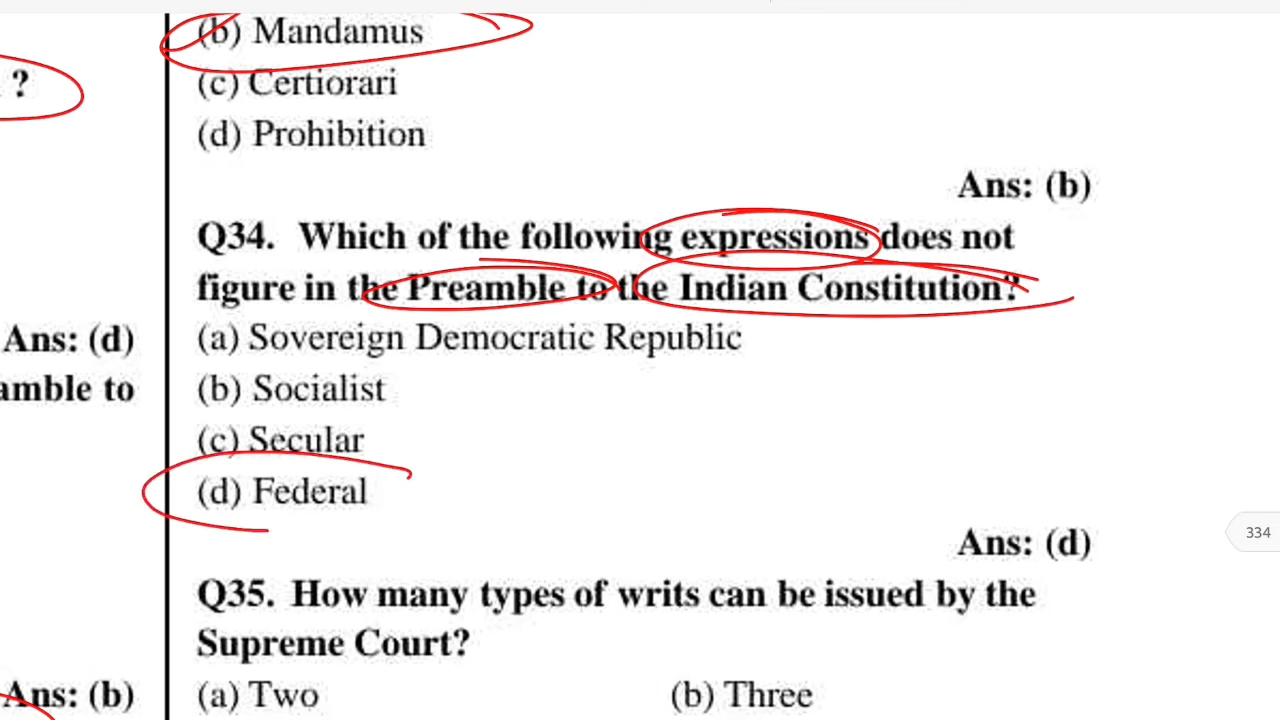 ?
Ans: (d)
amble to
Ans: (b)
(b) Mandamus
(c) Certiorari
(d) Prohibition
Ans: (b)
Q34. Which of the following expressions does not
figure in the Preamble to the Indian Constitution?
(a) Sovereign Democratic Republic
(b) Socialist
(c) Secular
(d) Federal
Ans: (d)
Q35. How many types of writs can be issued by the
Supreme Court?
(a) Two (b) Three
334